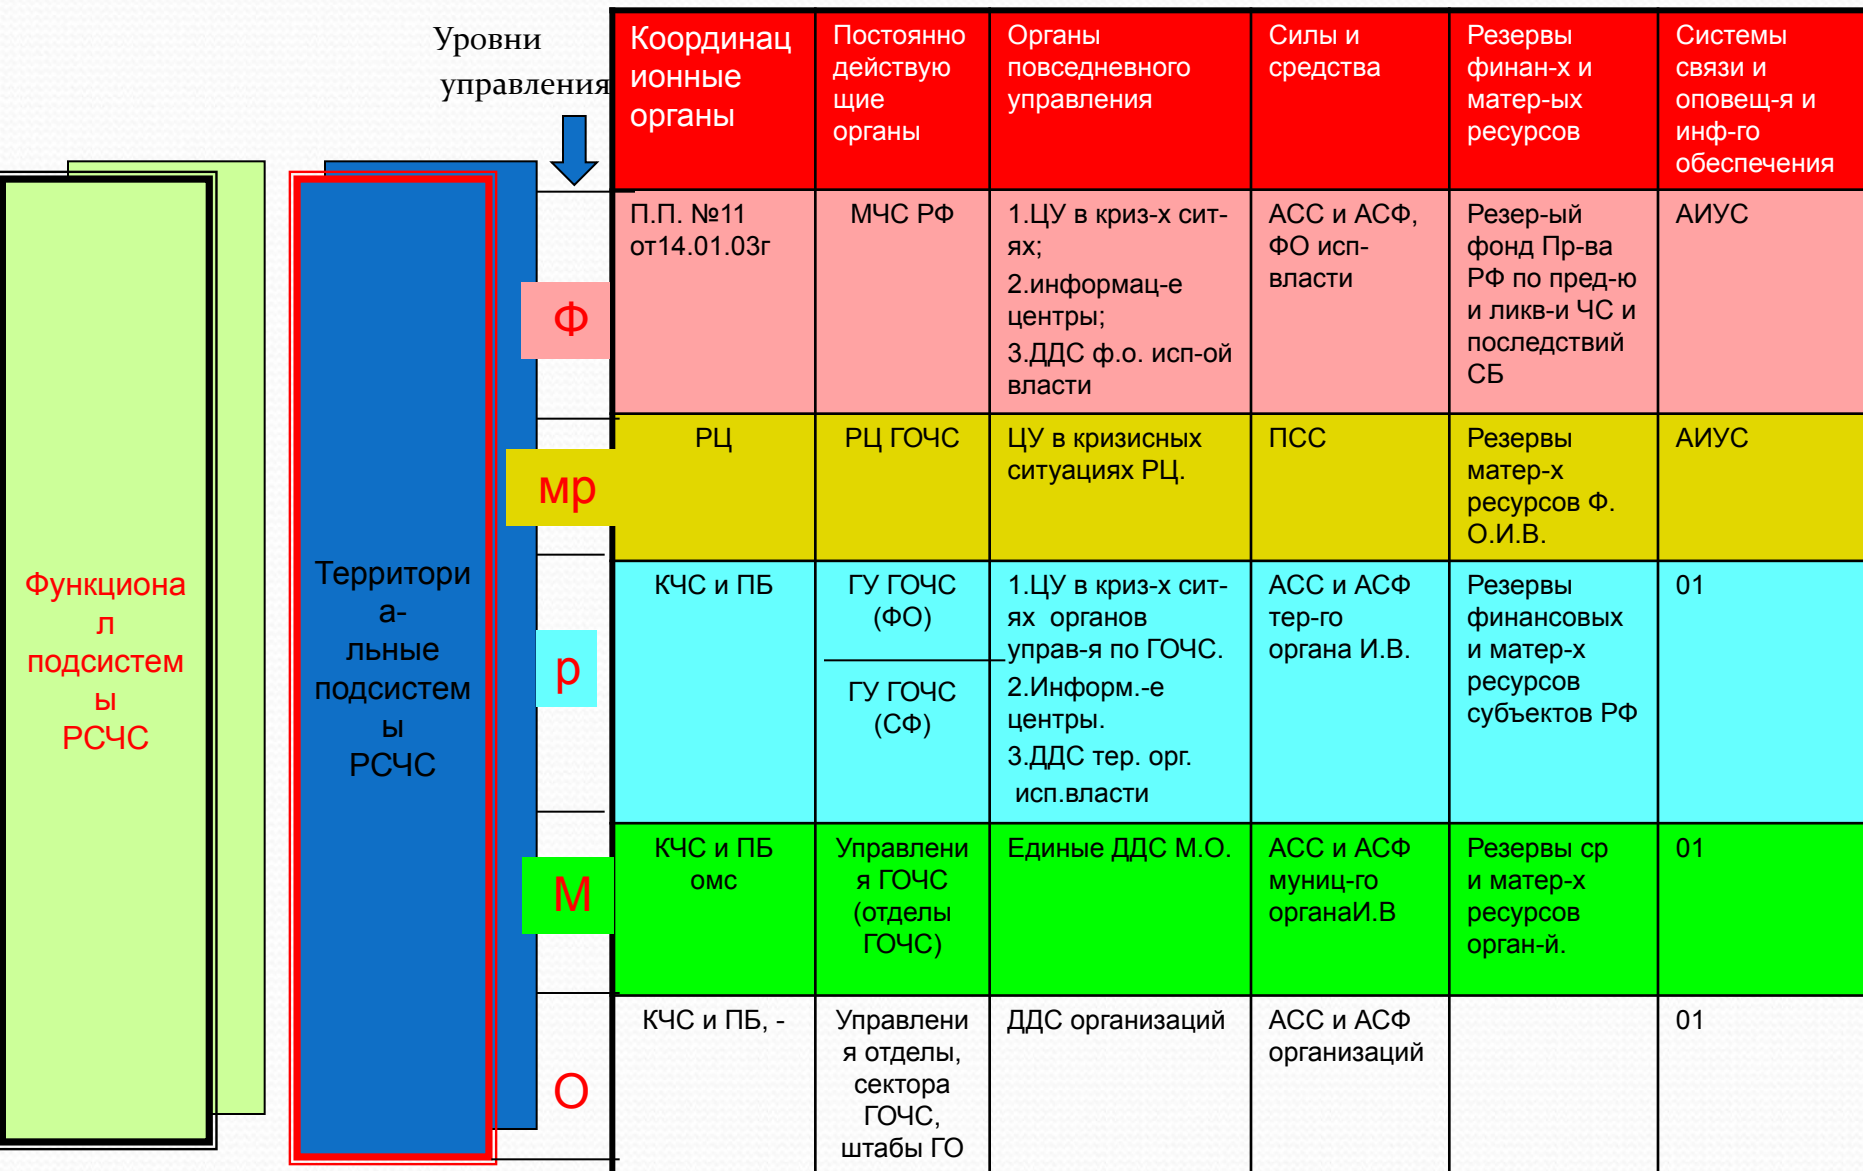 Уровни
управления
Координац
ионные
органы
Постоянно
действую
щие
органы
Органы
повседневного
управления
Силы и
средства
Резервы
финан-х и
матер-ых
ресурсов
Системы
связи и
оповещ-я и
инф-го
обеспечения
Функциона
л
подсистем
ы
РСЧС
Территори
а-
льные
подсистем
ы
РСЧС
Ф
П.П. №11
от14.01.03г
МЧС РФ
1.ЦУ в криз-х сит-
ях;
2.информац-е
центры;
3.ДДС ф.о. исп-ой
власти
АСС и АСФ,
ФО исп-
власти
Резер-ый
фонд Пр-ва
РФ по пред-ю
и ликв-и ЧС и
последствий
СБ
АИУС
мр
РЦ
РЦ ГОЧС
ЦУ в кризисных
ситуациях РЦ.
ПСС
Резервы
матер-х
ресурсов Ф.
О.И.В.
АИУС
р
КЧС и ПБ
ГУ ГОЧС
(ФО)
ГУ ГОЧС
(СФ)
1.ЦУ в криз-х сит-
ях органов
управ-я по ГОЧС.
2.Информ.-е
центры.
3.ДДС тер. орг.
исп.власти
АСС и АСФ
тер-го
органа И.В.
Резервы
финансовых
и матер-х
ресурсов
субъектов РФ
01
М
КЧС и ПБ
омс
Управлени
я ГОЧС
(отделы
ГОЧС)
Единые ДДС М.О.
АСС и АСФ
муниц-го
органаИ.В
Резервы ср
и матер-х
ресурсов
орган-й.
01
О
КЧС и ПБ, -
Управлени
я отделы,
сектора
ГОЧС,
штабы ГО
ДДС организаций
АСС и АСФ
организаций
01